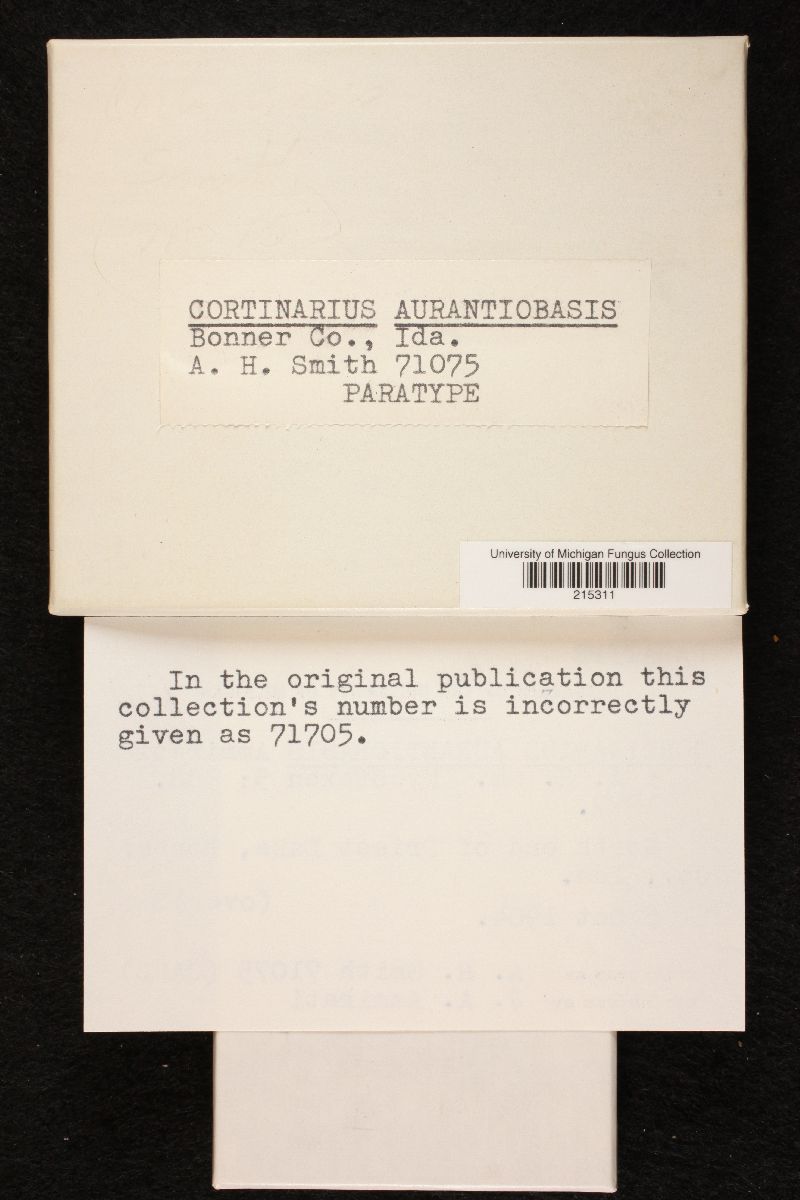 CORTINARIUS AURANTIOBASIS
Bonner Co., Ida.
A. H. Smith 71075
PARATYPE
University of Michigan Fungus Collection
215311
In the original publication this
collection's number is incorrectly
given as 71705.